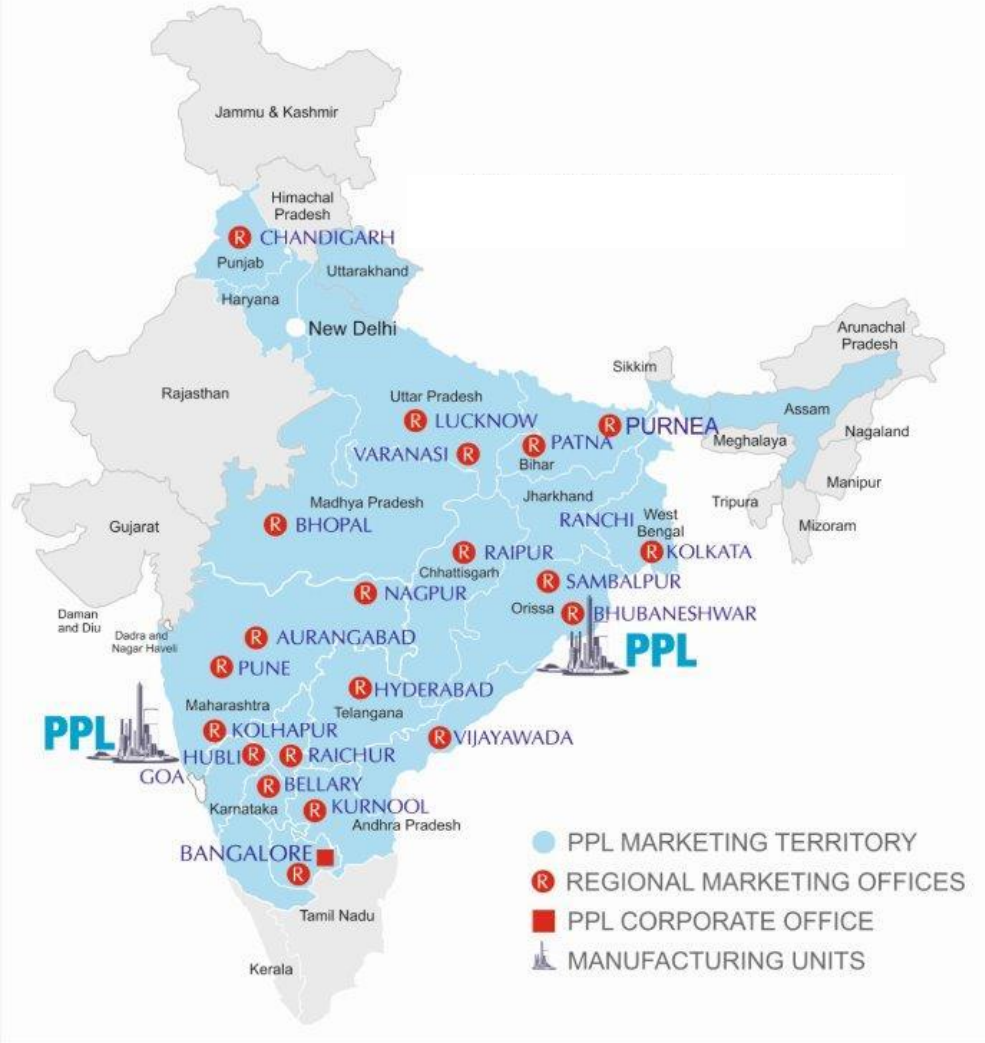 Jammu & Kashmir
Himachal
Pradesh
R CHANDIGARH
Punjab
Uttarakhand
Haryana
New Delhi
Arunachal
Pradesh
Sikkim
Rajasthan
Uttar Pradesh
Assam
R LUCKNOW
R PURNEA
Nagaland
R PATNA
Meghalaya
VARANASI R
Bihar
Manipur
Jharkhand
Madhya Pradesh
Tripura
West
Bengal
RANCHI
R BHOPAL
Gujarat
Mizoram
R RAIPUR
R KOLKATA
Chhattisgarh
R SAMBALPUR
R NAGPUR
Orissa
R BHUBANESHWAR
Daman
and Diu
Dadra and
Nagar Haveli
R AURANGABAD
PPL
R PUNE
R HYDERABAD
Maharashtra
Telangana
PPL
R KOLHAPUR
R VIJAYAWADA
HUBLI R
R RAICHUR
GOA
R BELLARY
Karnataka
R KURNOOL
Andhra Pradesh
BANGALORE
R
Tamil Nadu
Kerala
PPL MARKETING TERRITORY
R REGIONAL MARKETING OFFICES
PPL CORPORATE OFFICE
MANUFACTURING UNITS